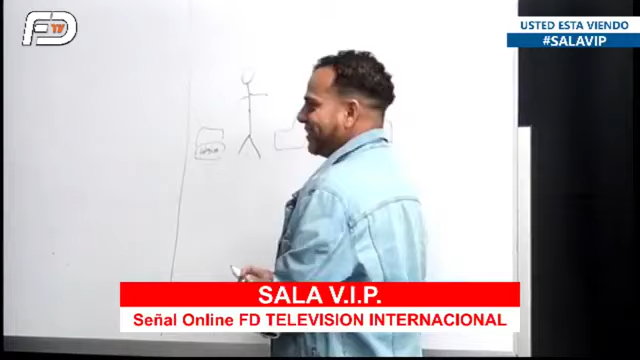 FD TV
USTED ESTA VIENDO
#SALAVIP
SALA V.I.P.
Señal Online FD TELEVISION INTERNACIONAL